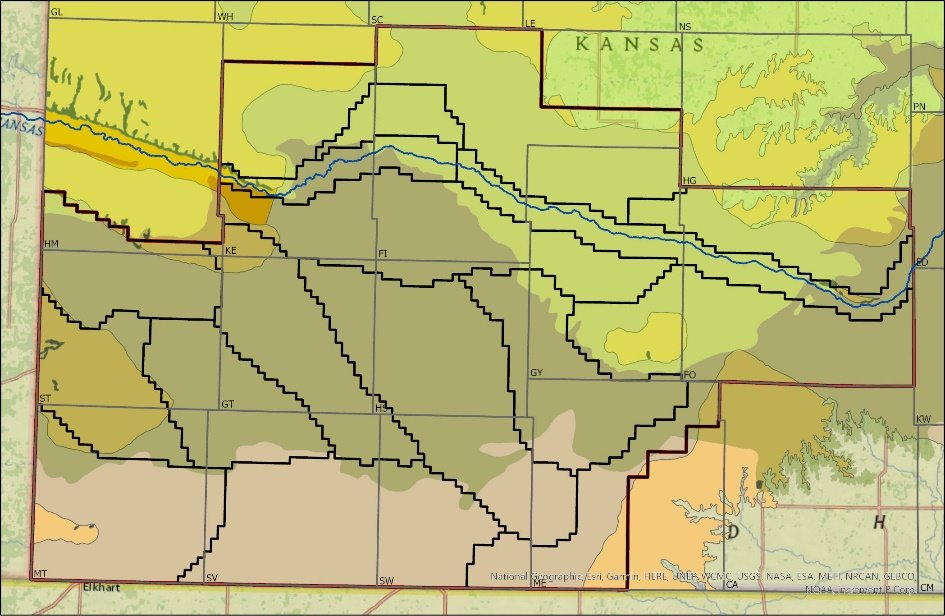 GL
WH
SC
LE
NS
KANSAS
PN
ANSAS
HG
HM
KE
FI
ED
ST
GT
HS
GY
FO
KW
D
H
MT
SV
SW
ME
CA
CM
Elkhart
National Geographic, Esri, Garmin, HERE, UNEP-WCMC, USGS, NASA, ESA, METI, NRCAN, GEBCO,
NOAA, increment P Corp.